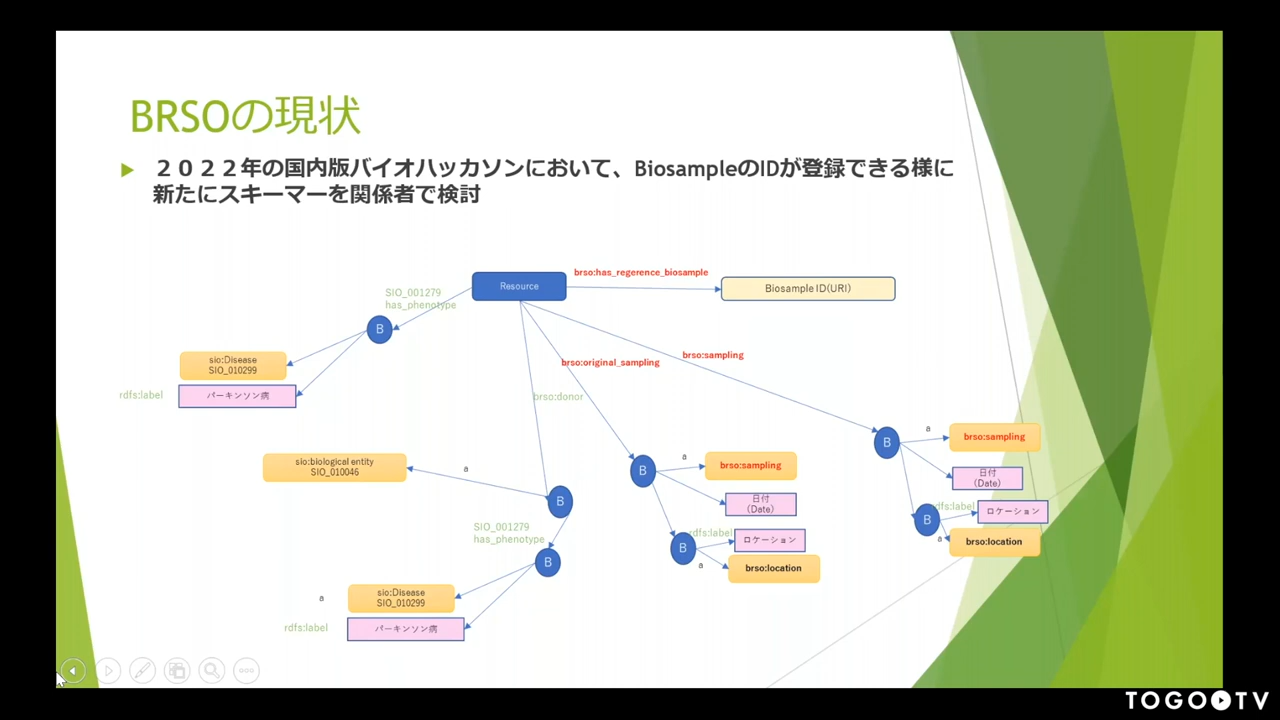 BRSOの現状
２０２２年の国内版バイオハッカソンにおいて、BiosampleのIDが登録できる様に
新たにスキーマーを関係者で検討
brso:has_regerence_biosample
Resource
Biosample ID(URI)
SIO_001279
has_phenotype
B
sio:Disease
SIO_010299
rdfs:label
パーキンソン病
brso:original_sampling
brso:sampling
brso:donor
sio:biological entity
SIO_010046
a
B
SIO_001279
has_phenotype
B
a
sio:Disease
SIO_010299
rdfs:label
パーキンソン病
B
a
brso:sampling
日付
(Date)
B
rdfs:label
ロケーション
a
brso:location
B
a
brso:sampling
日付
(Date)
B
dfs:label
ロケーション
a
brso:location
TOGOTV